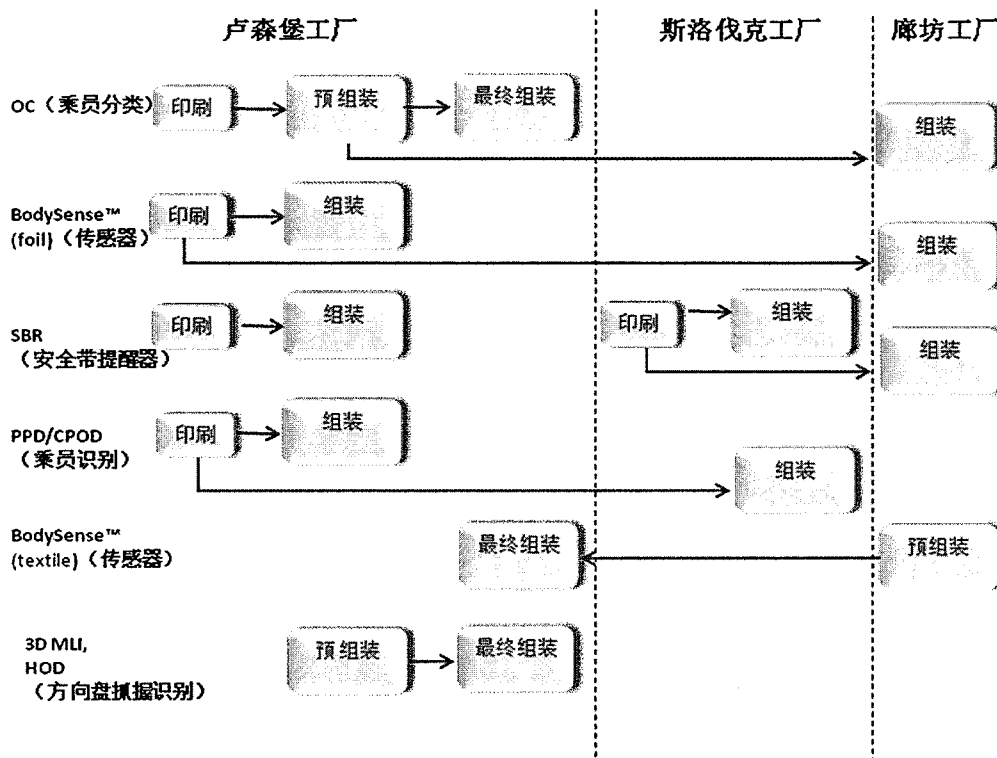 卢森堡工厂 斯洛伐克工厂 廊坊工厂
OC（乘员分类） 印刷 预组装 最终组装
组装
BodySense™ 印刷 组装
(foil)（传感器）
组装
SBR 印刷 组装 印刷 组装
（安全带提醒器）
组装
PPD/CPOD 印刷 组装
（乘员识别）
组装
BodySense™
(textile)（传感器） 最终组装 预组装
3D MLI, 预组装 最终组装
HOD
（方向盘抓握识别）